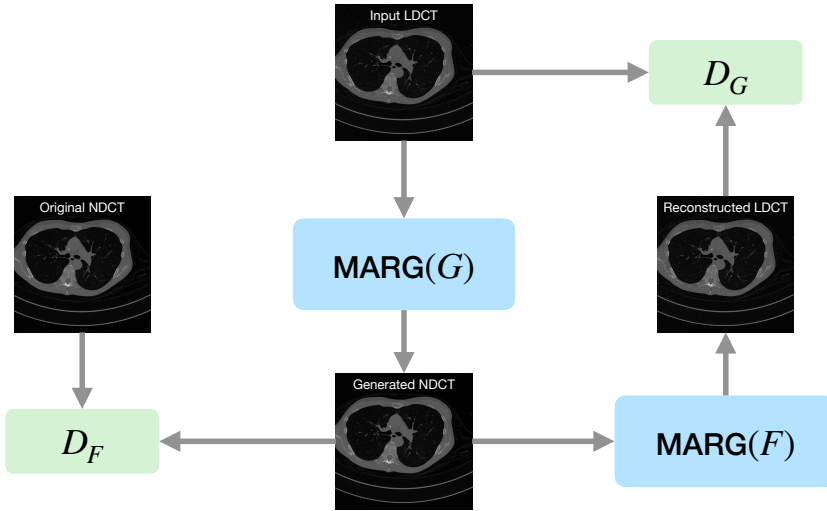 Input LDCT
D_G
Original NDCT
MARG(G)
Reconstructed LDCT
Generated NDCT
D_F
MARG(F)